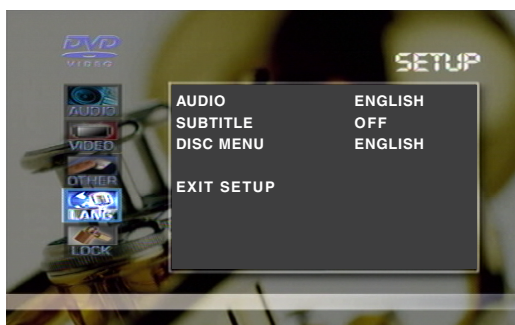 DVD
VIDEO
SETUP
AUDIO
VIDEO
OTHER
LANG
LOCK
AUDIO ENGLISH
SUBTITLE OFF
DISC MENU ENGLISH
EXIT SETUP